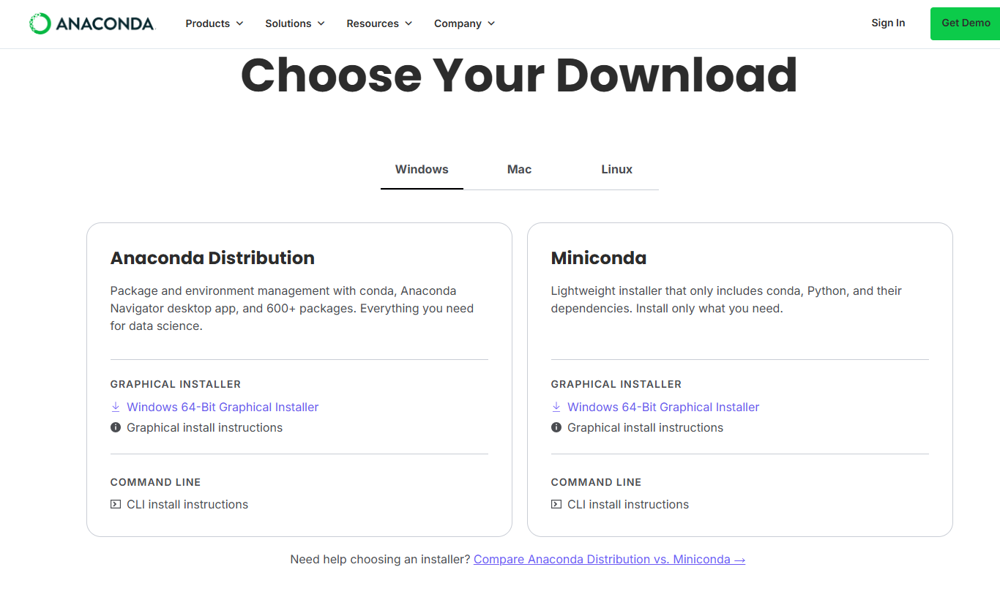 ANACONDA.
Products
Solutions
Resources
Company
Sign In
Get Demo
Choose Your Download
Windows
Mac
Linux
Anaconda Distribution
Package and environment management with conda, Anaconda
Navigator desktop app, and 600+ packages. Everything you need
for data science.
GRAPHICAL INSTALLER
Windows 64-Bit Graphical Installer
Graphical install instructions
COMMAND LINE
CLI install instructions
Miniconda
Lightweight installer that only includes conda, Python, and their
dependencies. Install only what you need.
GRAPHICAL INSTALLER
Windows 64-Bit Graphical Installer
Graphical install instructions
COMMAND LINE
CLI install instructions
Need help choosing an installer? Compare Anaconda Distribution vs. Miniconda →